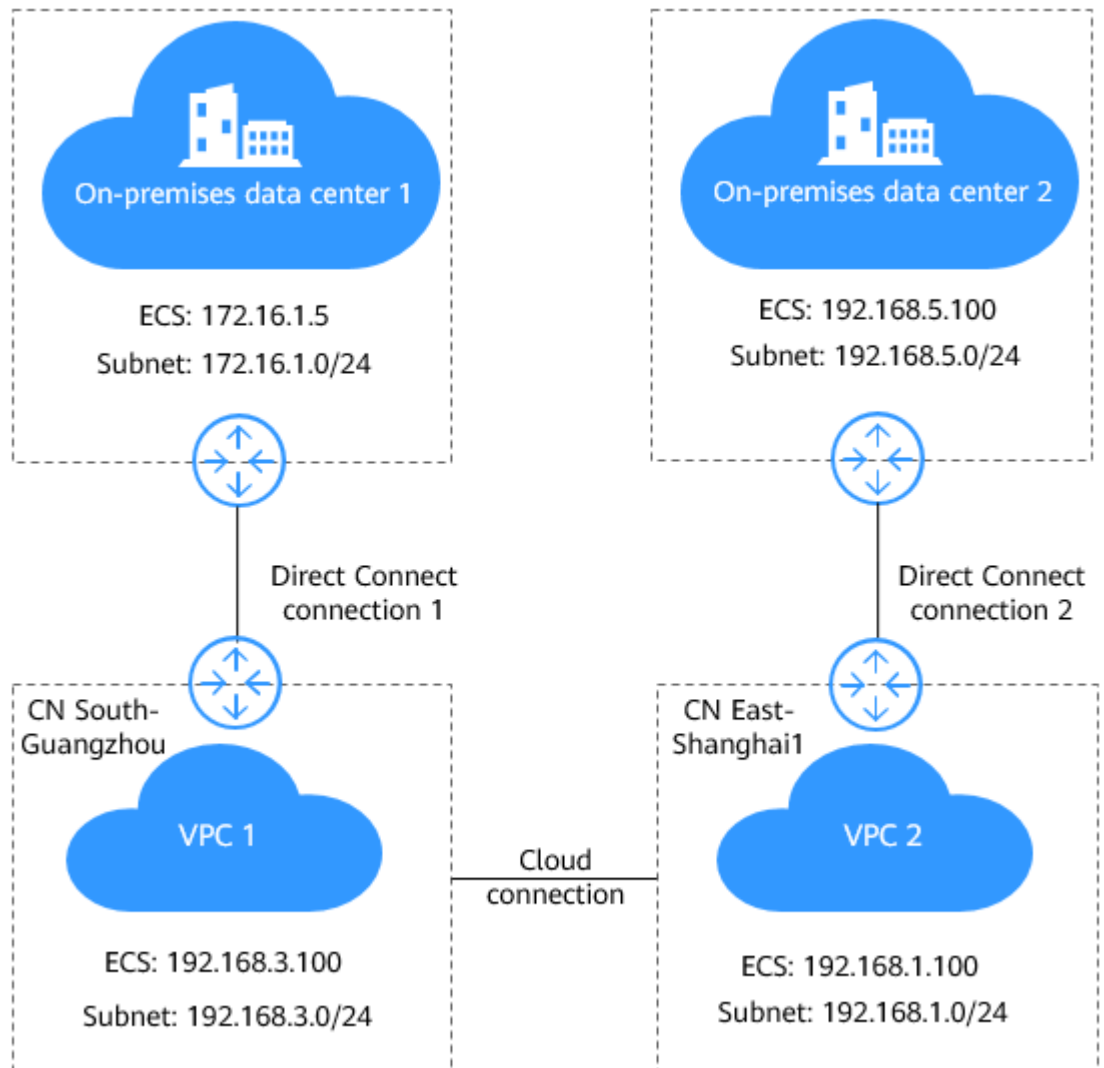 On-premises data center 1
ECS: 172.16.1.5
Subnet: 172.16.1.0/24
On-premises data center 2
ECS: 192.168.5.100
Subnet: 192.168.5.0/24
Direct Connect
connection 1
Direct Connect
connection 2
CN South-
Guangzhou
VPC 1
ECS: 192.168.3.100
Subnet: 192.168.3.0/24
Cloud
connection
CN East-
Shanghai1
VPC 2
ECS: 192.168.1.100
Subnet: 192.168.1.0/24